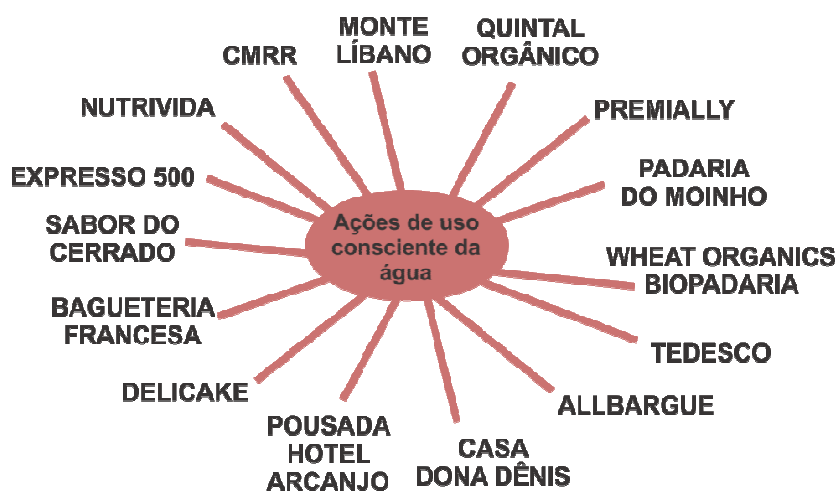 MONTE
LÍBANO
QUINTAL
ORGÂNICO
CMRR
NUTRIVIDA
PREMIALLY
EXPRESSO 500
PADARIA
DO MOINHO
SABOR DO
CERRADO
Ações de uso
consciente da
água
WHEAT ORGANICS
BIOPADARIA
BAGUETERIA
FRANCESA
TEDESCO
DELICAKE
ALLBARGUE
POUSADA
HOTEL
ARCANJO
CASA
DONA DÊNIS